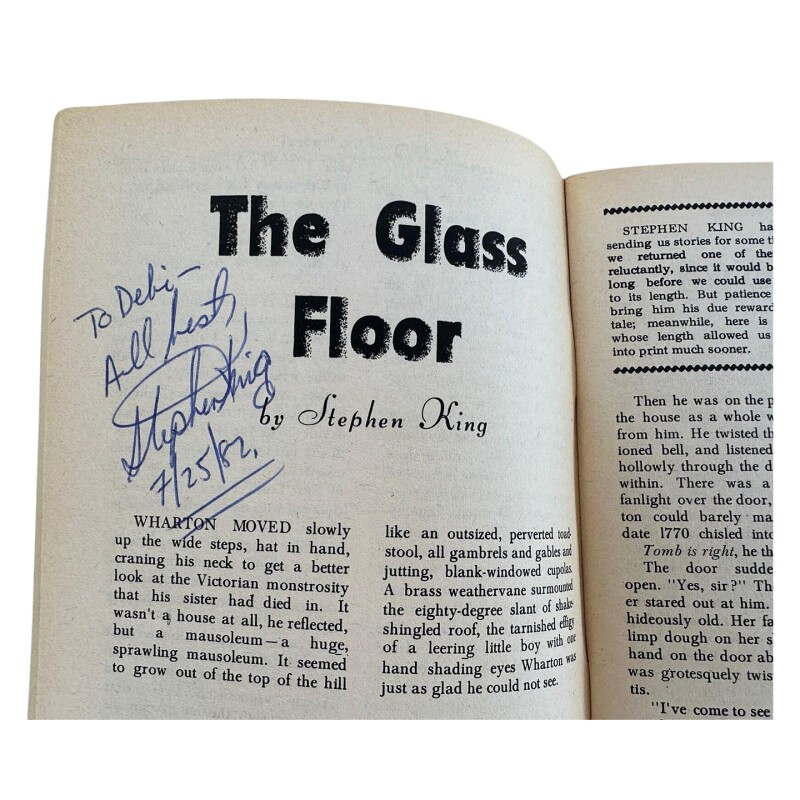 The Glass
Floor
To Debi—
All best,
Stephen King
7/25/82.
by Stephen King
WHARTON MOVED slowly
up the wide steps, hat in hand,
craning his neck to get a better
look at the Victorian monstrosity
that his sister had died in. It
wasn't a house at all, he reflected,
but a mausoleum—a huge,
sprawling mausoleum. It seemed
to grow out of the top of the hill
like an outsized, perverted toad-
stool, all gambrels and gables and
jutting, blank-windowed cupolas.
A brass weathervane surmounted
the eighty-degree slant of shake-
shingled roof, the tarnished effigy
of a leering little boy with one
hand shading eyes Wharton was
just as glad he could not see.
STEPHEN KING ha
sending us stories for some ti
we returned one of the
reluctantly, since it would b
long before we could use
to its length. But patience
bring him his due reward
tale; meanwhile, here is
whose length allowed us
into print much sooner.
Then he was on the p
the house as a whole w
from him. He twisted th
ioned bell, and listened
hollowly through the d
within. There was a
fanlight over the door,
ton could barely ma
date 1770 chisled into
Tomb is right, he th
The door sudde
open. "Yes, sir?" Th
er stared out at him.
hideously old. Her fa
limp dough on her s
hand on the door ab
was grotesquely twis
tis.
"I've come to see